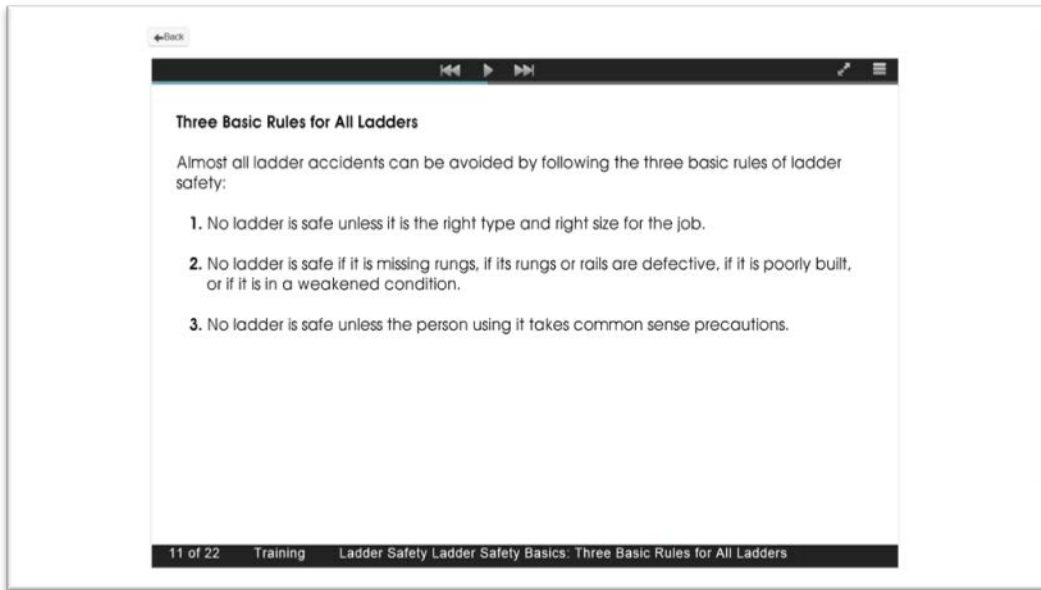 Back
Three Basic Rules for All Ladders
Almost all ladder accidents can be avoided by following the three basic rules of ladder
safety:
1. No ladder is safe unless it is the right type and right size for the job.
2. No ladder is safe if it is missing rungs, if its rungs or rails are defective, if it is poorly built,
or if it is in a weakened condition.
3. No ladder is safe unless the person using it takes common sense precautions.
11 of 22 Training Ladder Safety Ladder Safety Basics: Three Basic Rules for All Ladders